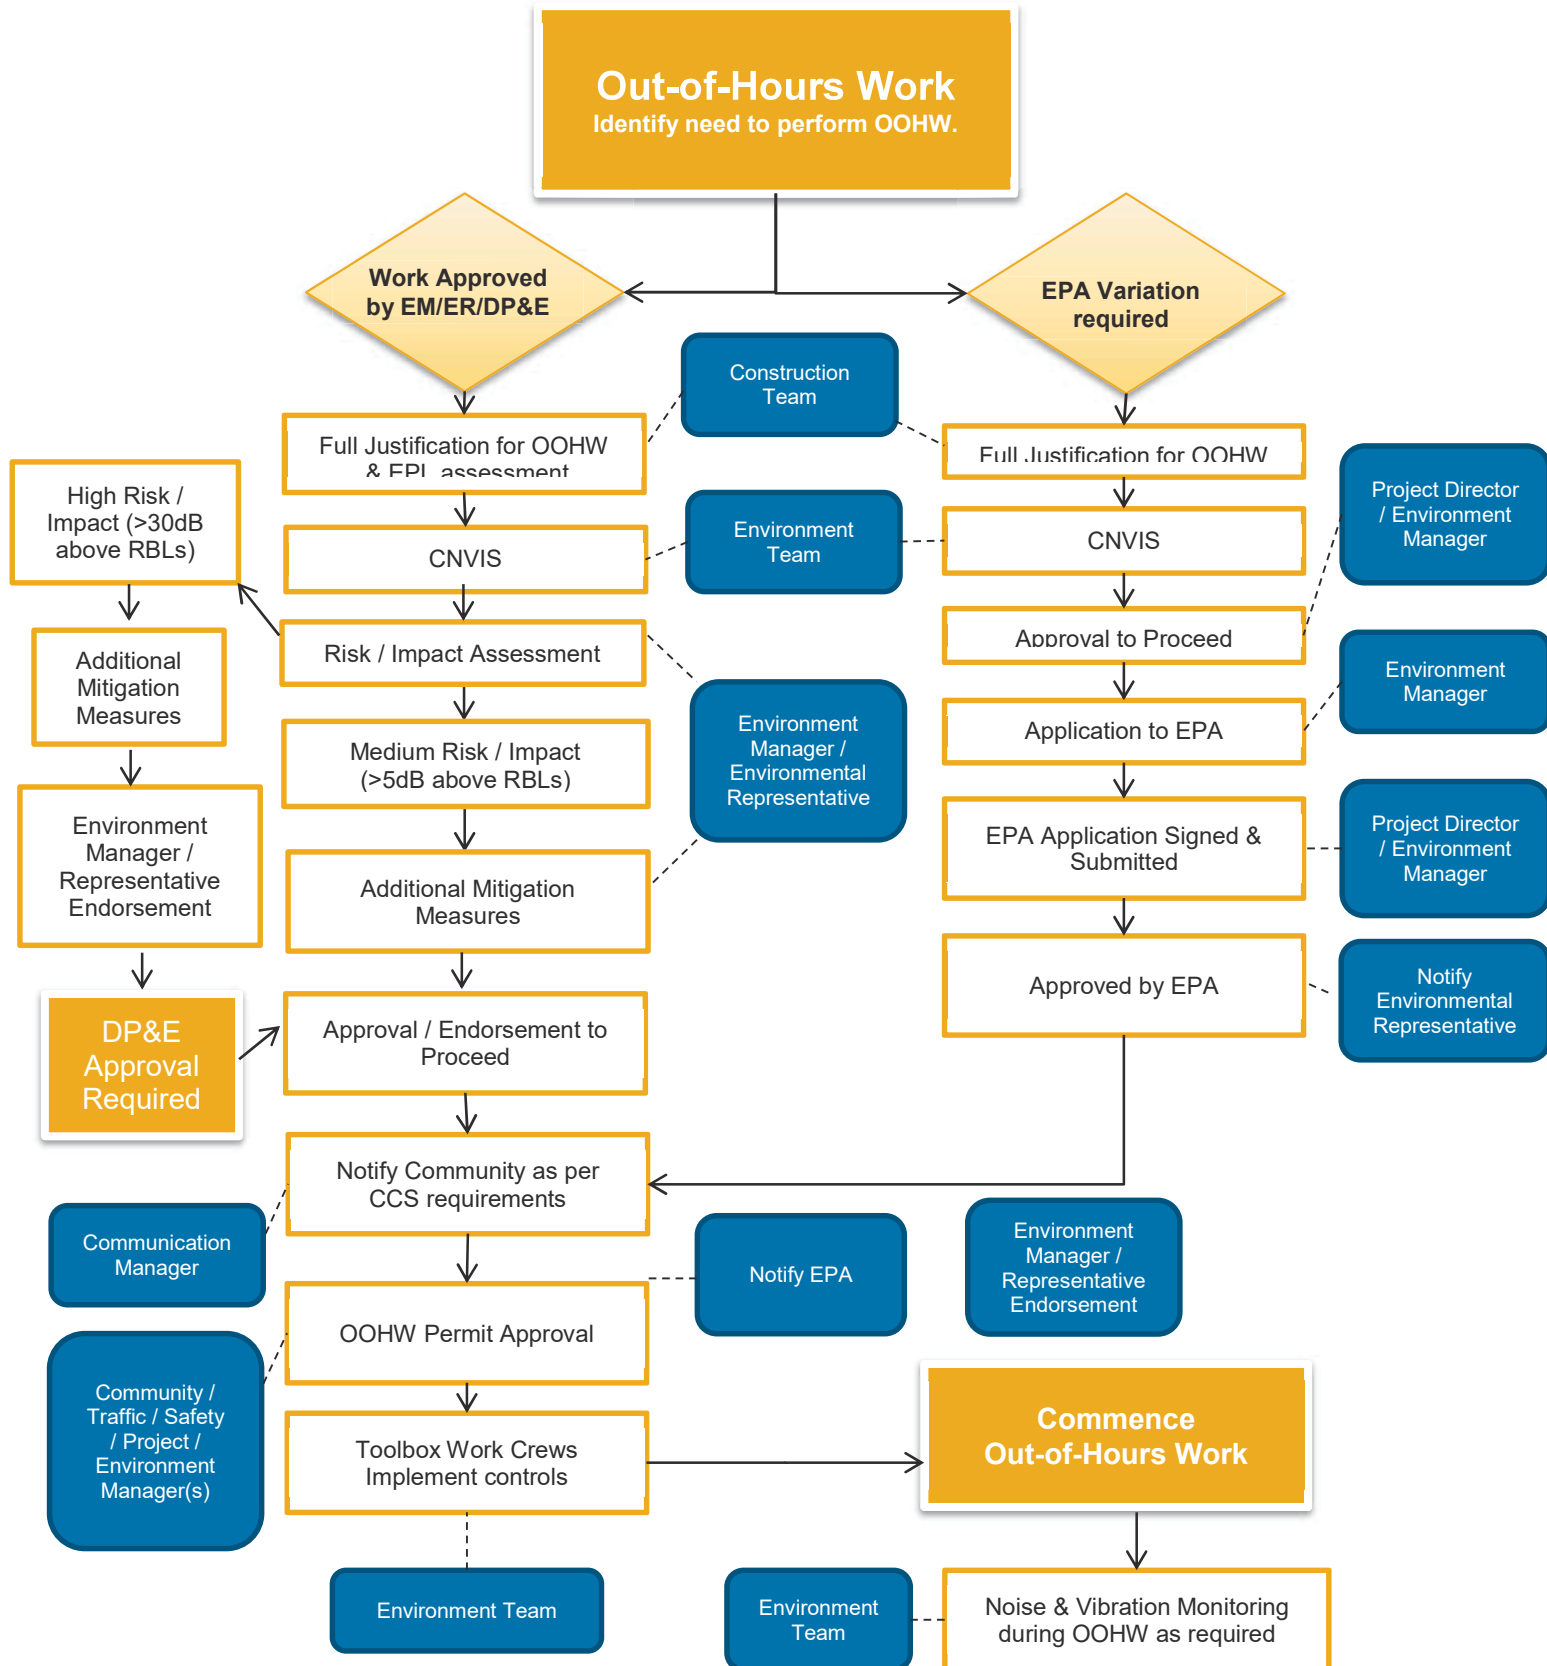 Out-of-Hours Work
Identify need to perform OOHW.
Work Approved
by EM/ER/DP&E
EPA Variation
required
Construction
Team
Full Justification for OOHW
& EPL assessment
Full Justification for OOHW
High Risk /
Impact (>30dB
above RBLs)
Project Director
/ Environment
Manager
CNVIS
Environment
Team
CNVIS
Risk / Impact Assessment
Approval to Proceed
Additional
Mitigation
Measures
Environment
Manager
Environment
Manager /
Environmental
Representative
Medium Risk / Impact
(>5dB above RBLs)
Application to EPA
Environment
Manager /
Representative
Endorsement
EPA Application Signed &
Submitted
Project Director
/ Environment
Manager
Additional Mitigation
Measures
Approved by EPA
Notify
Environmental
Representative
DP&E
Approval
Required
Approval / Endorsement to
Proceed
Notify Community as per
CCS requirements
Communication
Manager
Notify EPA
Environment
Manager /
Representative
Endorsement
OOHW Permit Approval
Community /
Traffic / Safety
/ Project /
Environment
Manager(s)
Toolbox Work Crews
Implement controls
Commence
Out-of-Hours Work
Environment Team
Environment
Team
Noise & Vibration Monitoring
during OOHW as required